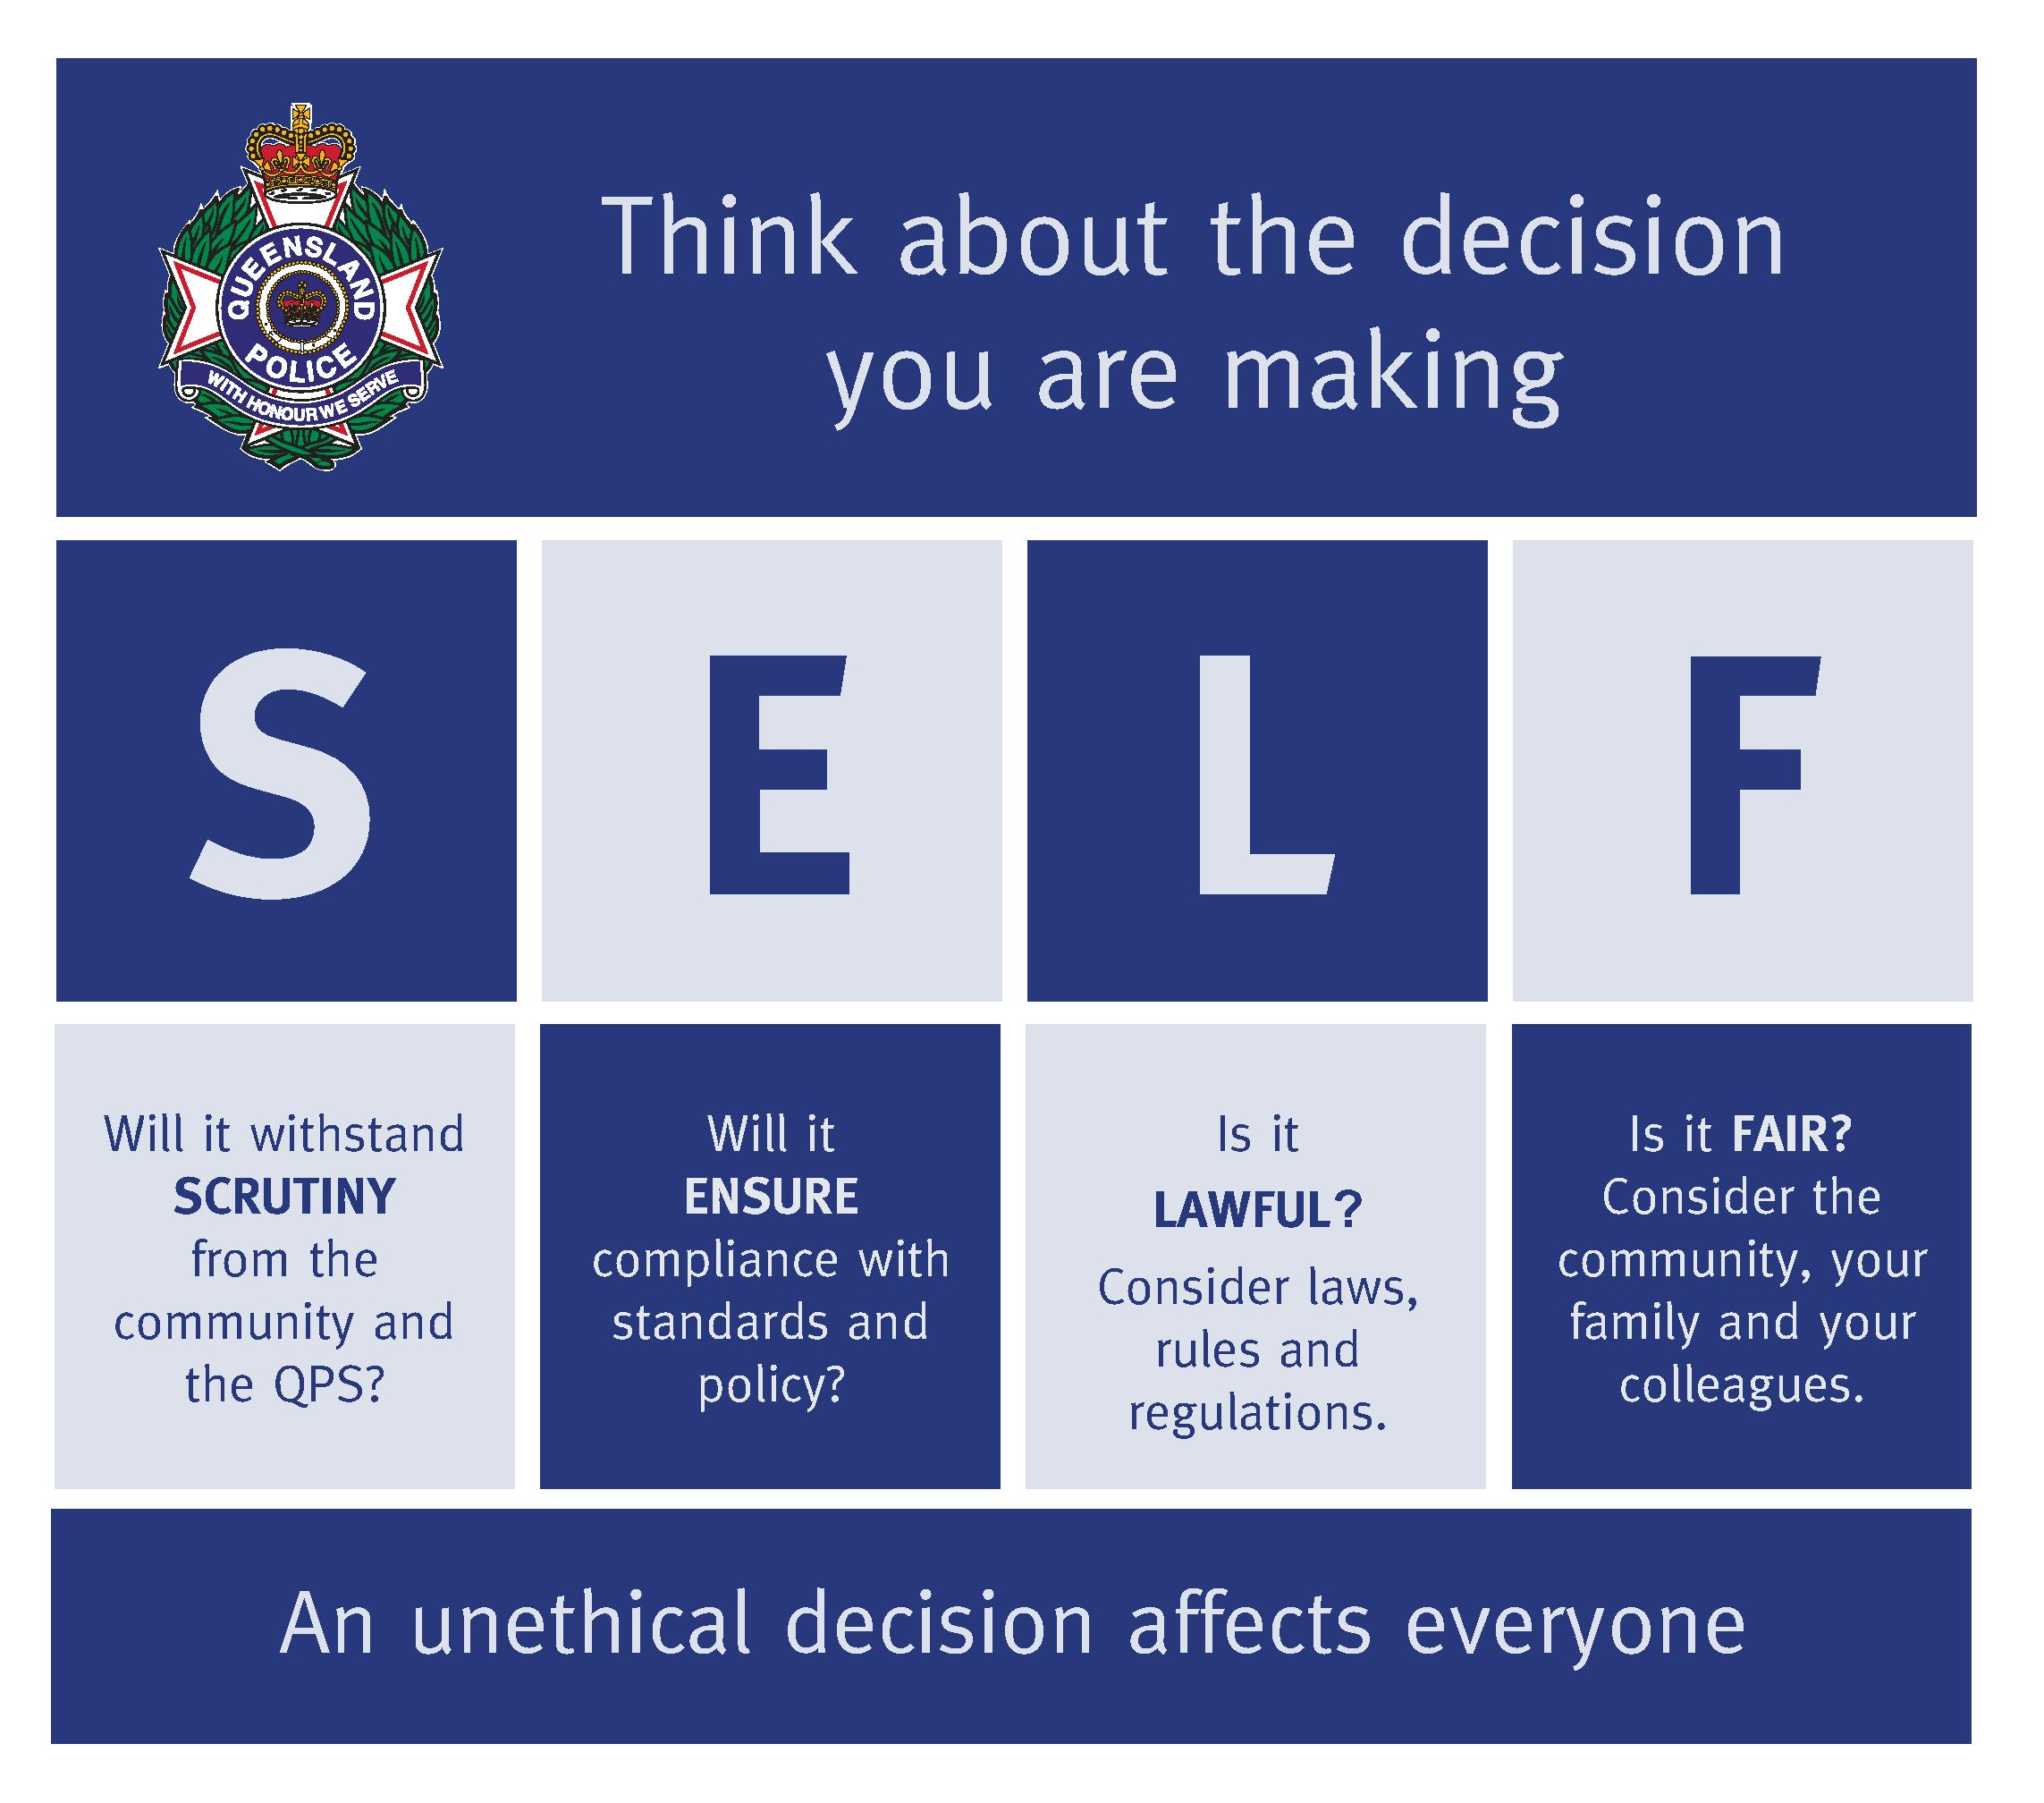 QUEENSLAND
POLICE
WITH HONOUR WE SERVE
Think about the decision
you are making
S
E
L
F
Will it withstand
SCRUTINY
from the
community and
the QPS?
Will it
ENSURE
compliance with
standards and
policy?
Is it
LAWFUL?
Consider laws,
rules and
regulations.
Is it FAIR?
Consider the
community, your
family and your
colleagues.
An unethical decision affects everyone